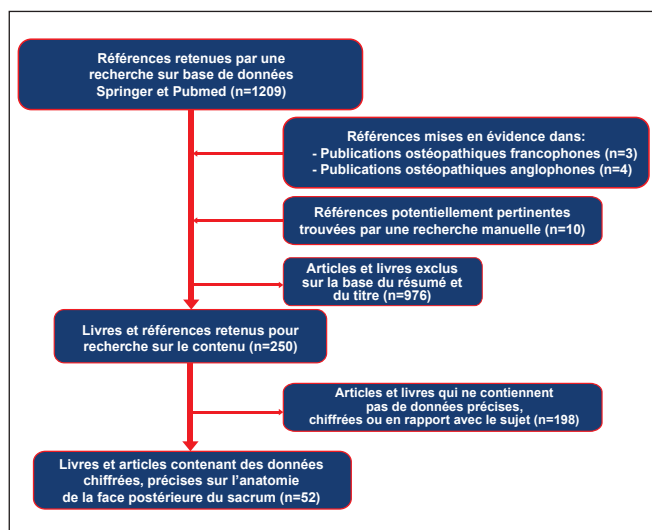 Références retenues par une
recherche sur base de données
Springer et Pubmed (n=1209)
Références mises en évidence dans:
- Publications ostéopathiques francophones (n=3)
- Publications ostéopathiques anglophones (n=4)
Références potentiellement pertinentes
trouvées par une recherche manuelle (n=10)
Articles et livres exclus
sur la base du résumé et
du titre (n=976)
Livres et références retenus pour
recherche sur le contenu (n=250)
Articles et livres qui ne contiennent
pas de données précises,
chiffrées ou en rapport avec le sujet (n=198)
Livres et articles contenant des données
chiffrées, précises sur l’anatomie
de la face postérieure du sacrum (n=52)